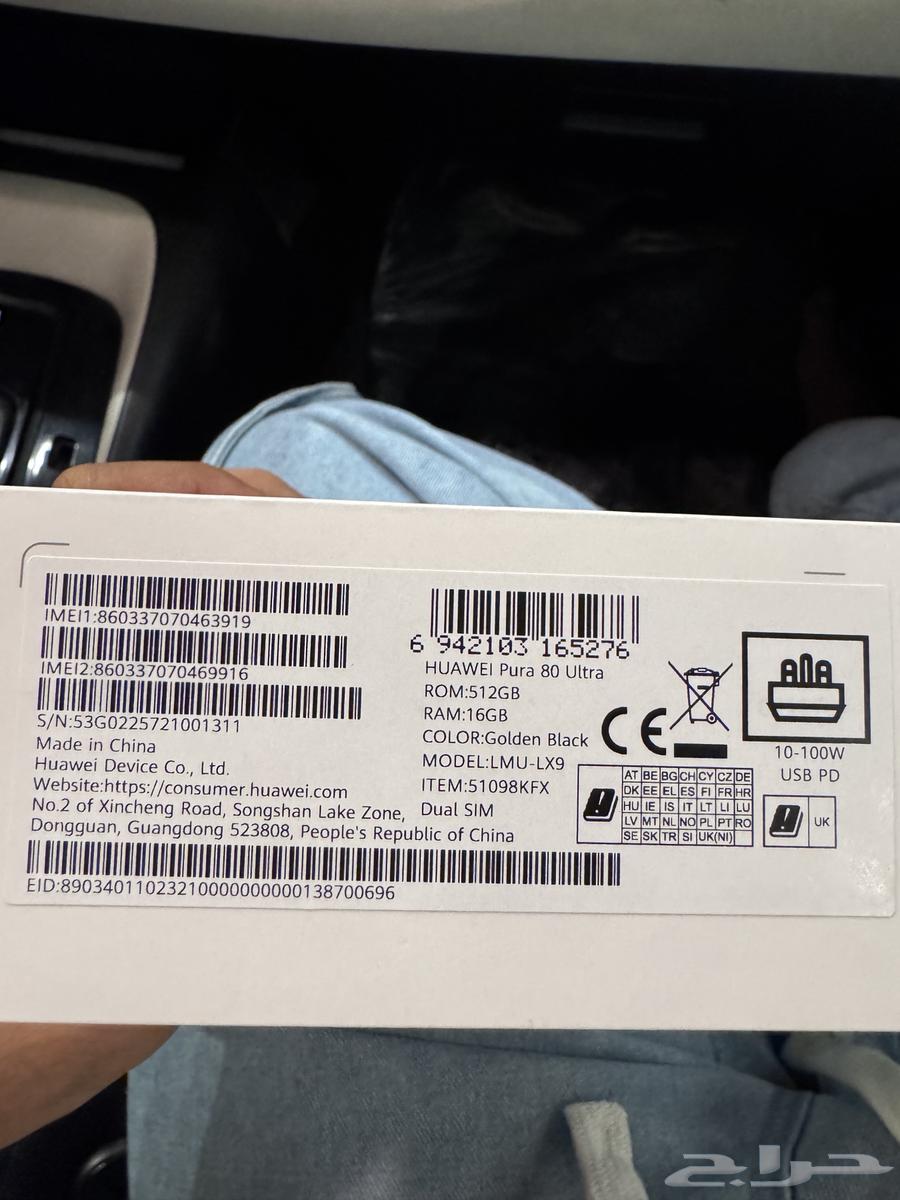 IMEI1:860337070463919
IMEI2:860337070469916
S/N:53G0225721001311
Made in China
Huawei Device Co., Ltd.
Website:https://consumer.huawei.com
No.2 of Xincheng Road, Songshan Lake Zone,
Dongguan, Guangdong 523808, People's Republic of China
EID:89034011023210000000000138700696
6 942103 165276
HUAWEI Pura 80 Ultra
ROM:512GB
RAM:16GB
COLOR:Golden Black
MODEL:LMU-LX9
ITEM:51098KFX
Dual SIM
CE
10-100W
USB PD
AT BE BG CH CY CZ DE
DK EE EL ES FI FR HR
HU IE IS IT LT LI LU
LV MT NL NO PL PT RO
SE SK TR SI UK(NI)
UK
حراج